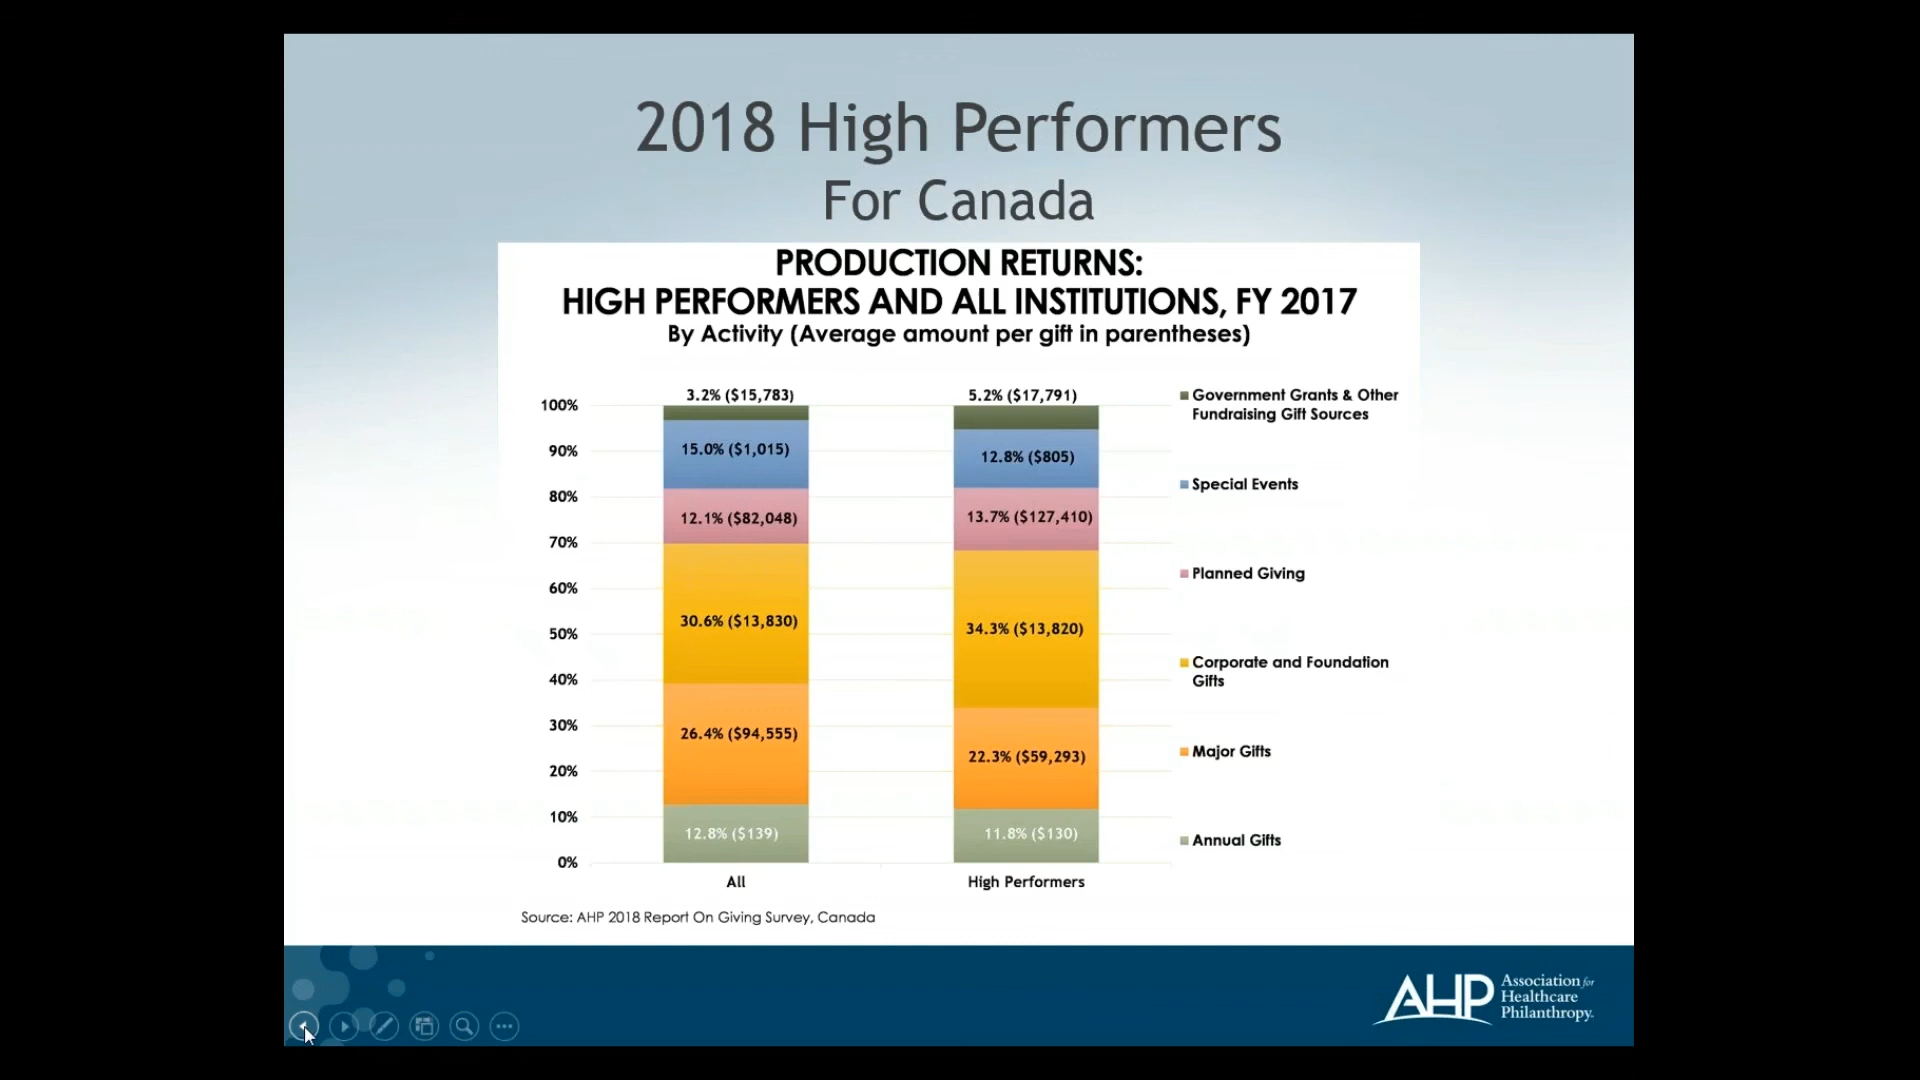 2018 High Performers
For Canada
PRODUCTION RETURNS:
HIGH PERFORMERS AND ALL INSTITUTIONS, FY 2017
By Activity (Average amount per gift in parentheses)
100%
90%
80%
70%
60%
50%
40%
30%
20%
10%
0%
3.2% ($15,783)
15.0% ($1,015)
12.1% ($82,048)
30.6% ($13,830)
26.4% ($94,555)
12.8% ($139)
All
5.2% ($17,791)
12.8% ($805)
13.7% ($127,410)
34.3% ($13,820)
22.3% ($59,293)
11.8% ($130)
High Performers
Government Grants & Other
Fundraising Gift Sources
Special Events
Planned Giving
Corporate and Foundation
Gifts
Major Gifts
Annual Gifts
Source: AHP 2018 Report On Giving Survey, Canada
AHP
Association for
Healthcare
Philanthropy.